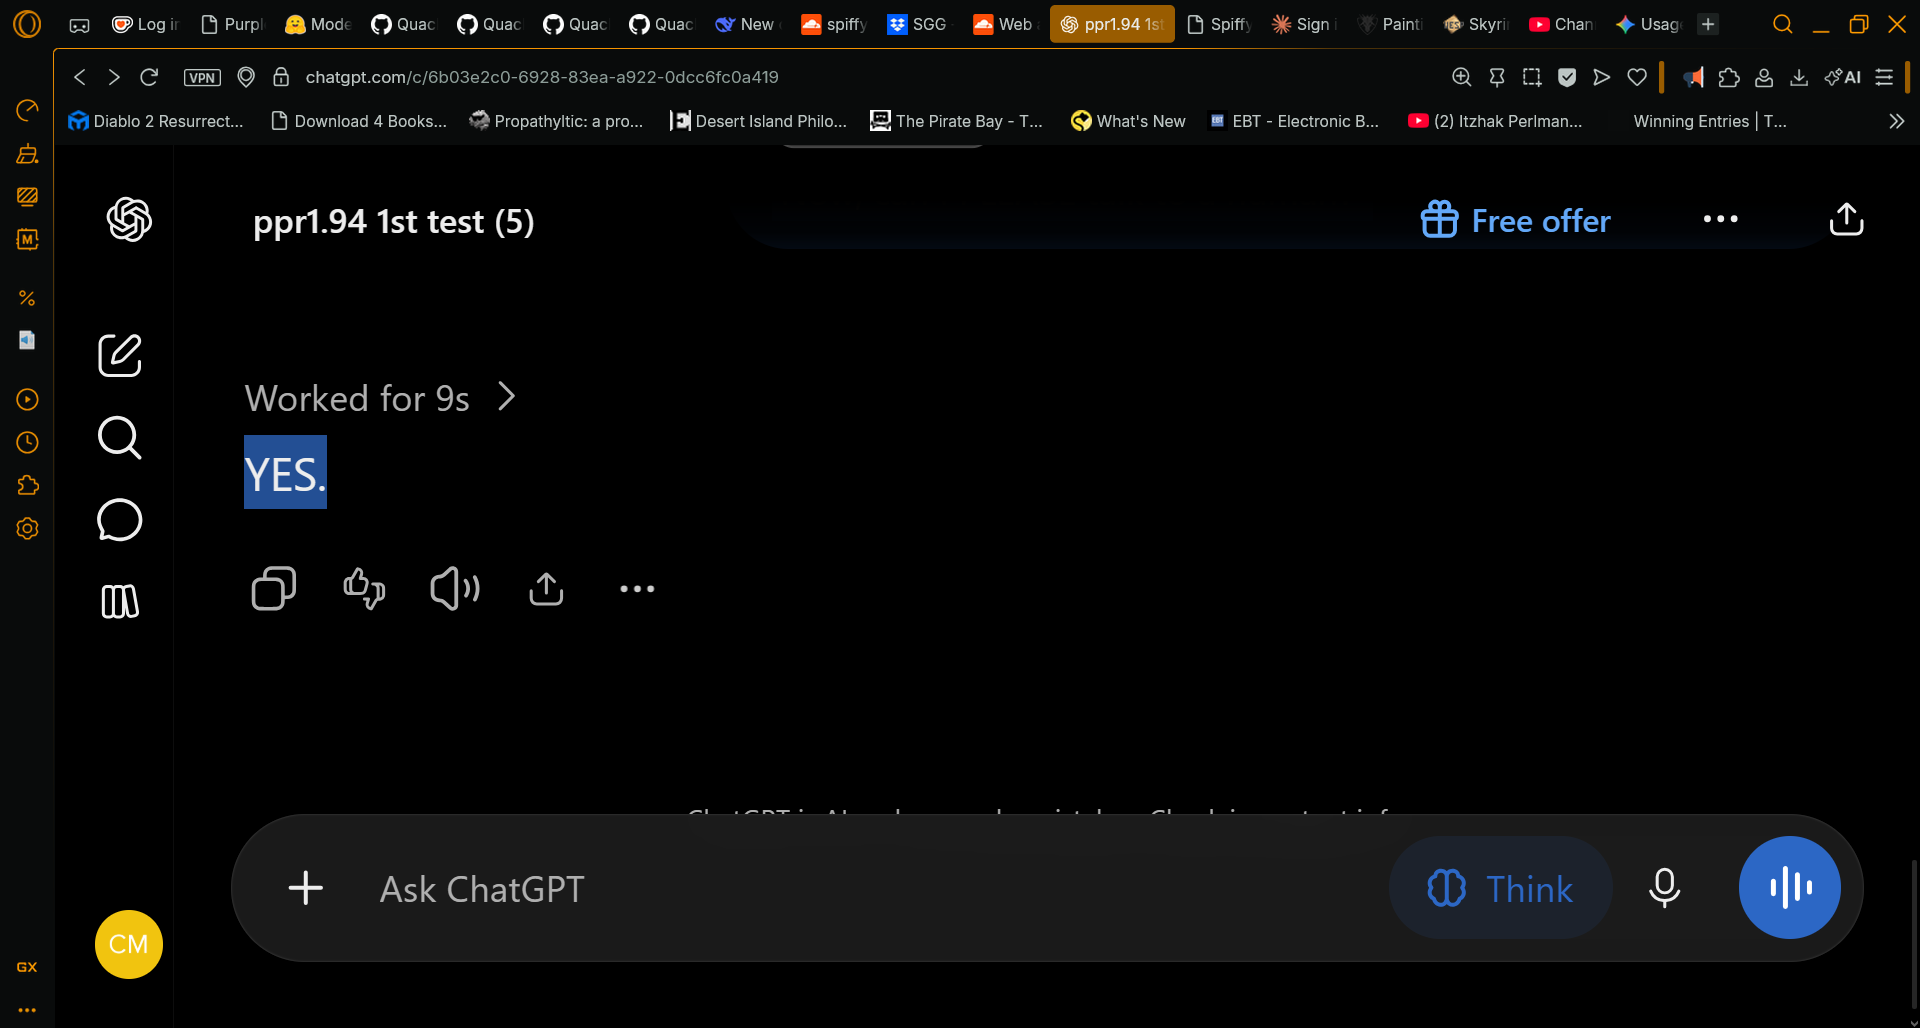 Log in
Purpl
Mode
Quac
Quac
Quac
Quac
New
spiffy
SGG
Web
ppr1.94 1st
Spiffy
Sign i
Painti
Skyri
Chan
Usag
VPN
chatgpt.com/c/6b03e2c0-6928-83ea-a922-0dcc6fc0a419
AI
Diablo 2 Resurrect...
Download 4 Books...
Propathyltic: a pro...
Desert Island Philo...
The Pirate Bay - T...
What's New
EBT - Electronic B...
(2) Itzhak Perlman...
Winning Entries | T...
ppr1.94 1st test (5)
Free offer
Worked for 9s
YES.
Ask ChatGPT
Think
CM
GX